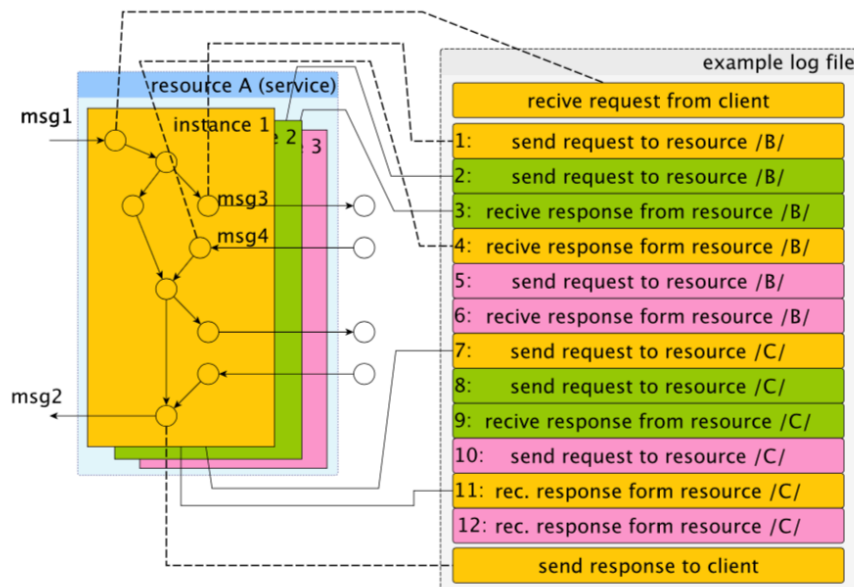 example log file
resource A (service)
msg1
instance 1
2
3
msg3
msg4
msg2
recive request from client
1: send request to resource /B/
2: send request to resource /B/
3: recive response from resource /B/
4: recive response form resource /B/
5: send request to resource /B/
6: recive response form resource /B/
7: send request to resource /C/
8: send request to resource /C/
9: recive response from resource /C/
10: send request to resource /C/
11: rec. response form resource /C/
12: rec. response form resource /C/
send response to client